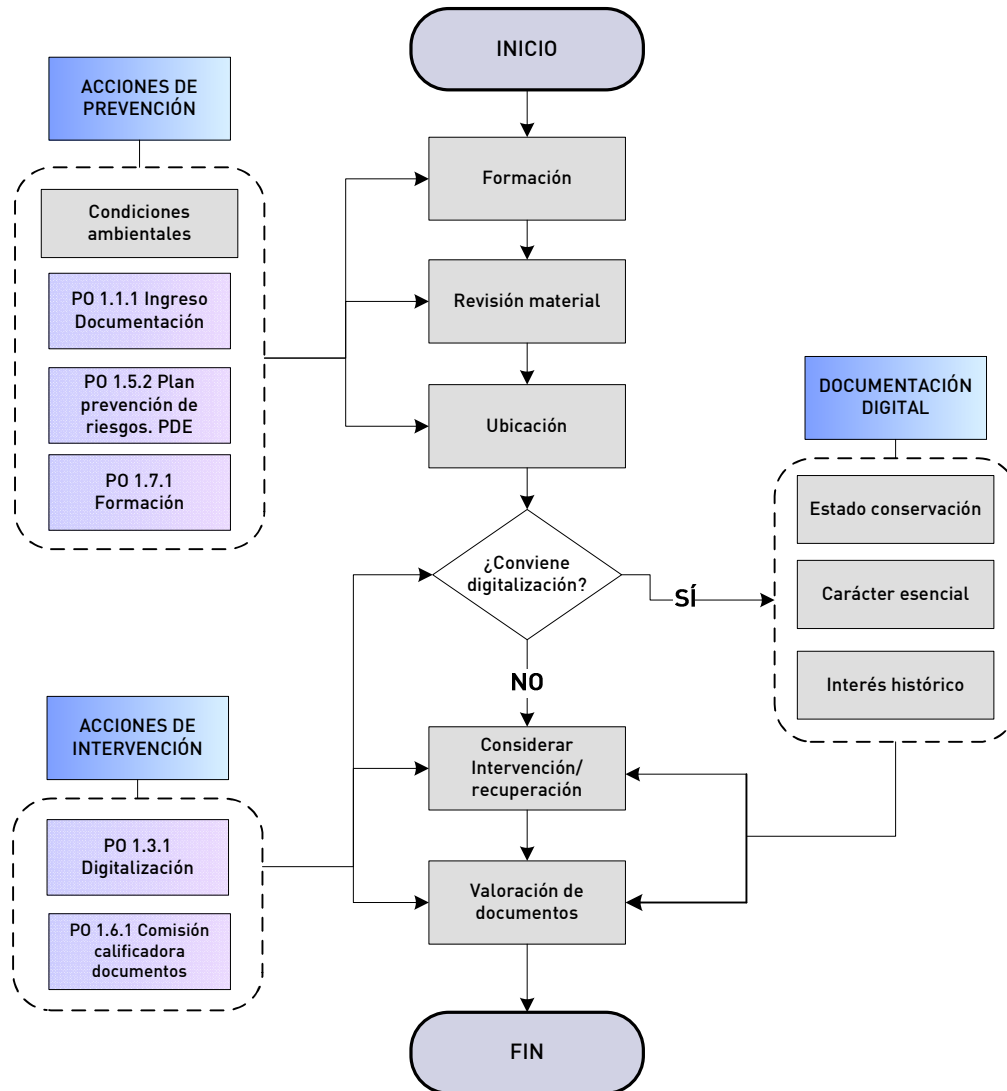 INICIO
ACCIONES DE
PREVENCIÓN
Formación
Condiciones
ambientales
PO 1.1.1 Ingreso
Documentación
Revisión material
PO 1.5.2 Plan
prevención de
riesgos. PDE
Ubicación
PO 1.7.1
Formación
DOCUMENTACIÓN
DIGITAL
Estado conservación
¿Conviene
digitalización?
SÍ
Carácter esencial
Interés histórico
NO
ACCIONES DE
INTERVENCIÓN
Considerar
Intervención/
recuperación
PO 1.3.1
Digitalización
Valoración de
documentos
PO 1.6.1 Comisión
calificadora
documentos
FIN